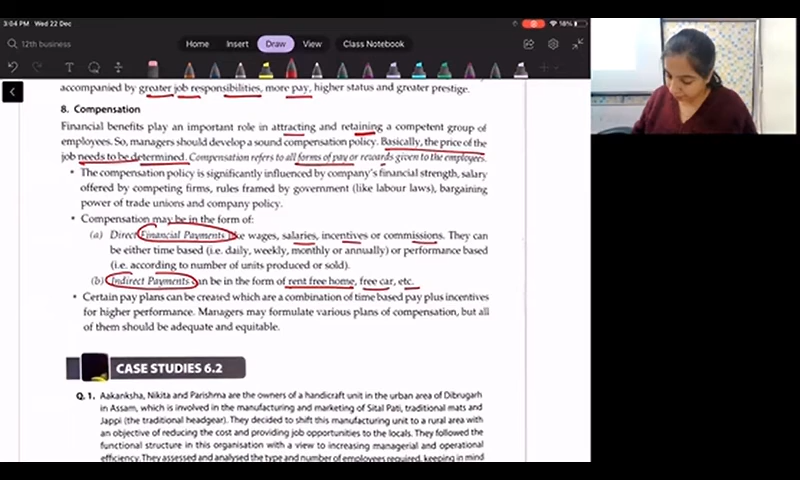 3:04 PM Wed 22 Dec
18%
12th business
Home Insert Draw View Class Notebook
accompanied by greater job responsibilities, more pay, higher status and greater prestige.
8. Compensation
Financial benefits play an important role in attracting and retaining a competent group of
employees. So, managers should develop a sound compensation policy. Basically, the price of the
job needs to be determined. Compensation refers to all forms of pay or rewards given to the employees.
• The compensation policy is significantly influenced by company's financial strength, salary
offered by competing firms, rules framed by government (like labour laws), bargaining
power of trade unions and company policy.
• Compensation may be in the form of:
(a) Direct Financial Payments like wages, salaries, incentives or commissions. They can
be either time based (i.e. daily, weekly, monthly or annually) or performance based
(i.e. according to number of units produced or sold).
(b) Indirect Payments can be in the form of rent free home, free car, etc.
• Certain pay plans can be created which are a combination of time based pay plus incentives
for higher performance. Managers may formulate various plans of compensation, but all
of them should be adequate and equitable.
CASE STUDIES 6.2
Q. 1. Aakanksha, Nikita and Parishma are the owners of a handicraft unit in the urban area of Dibrugarh
in Assam, which is involved in the manufacturing and marketing of Sital Pati, traditional mats and
Jappi (the traditional headgear). They decided to shift this manufacturing unit to a rural area with
an objective of reducing the cost and providing job opportunities to the locals. They followed the
functional structure in this organisation with a view to increasing managerial and operational
efficiency. They assessed and analysed the type and number of employees required, keeping in mind